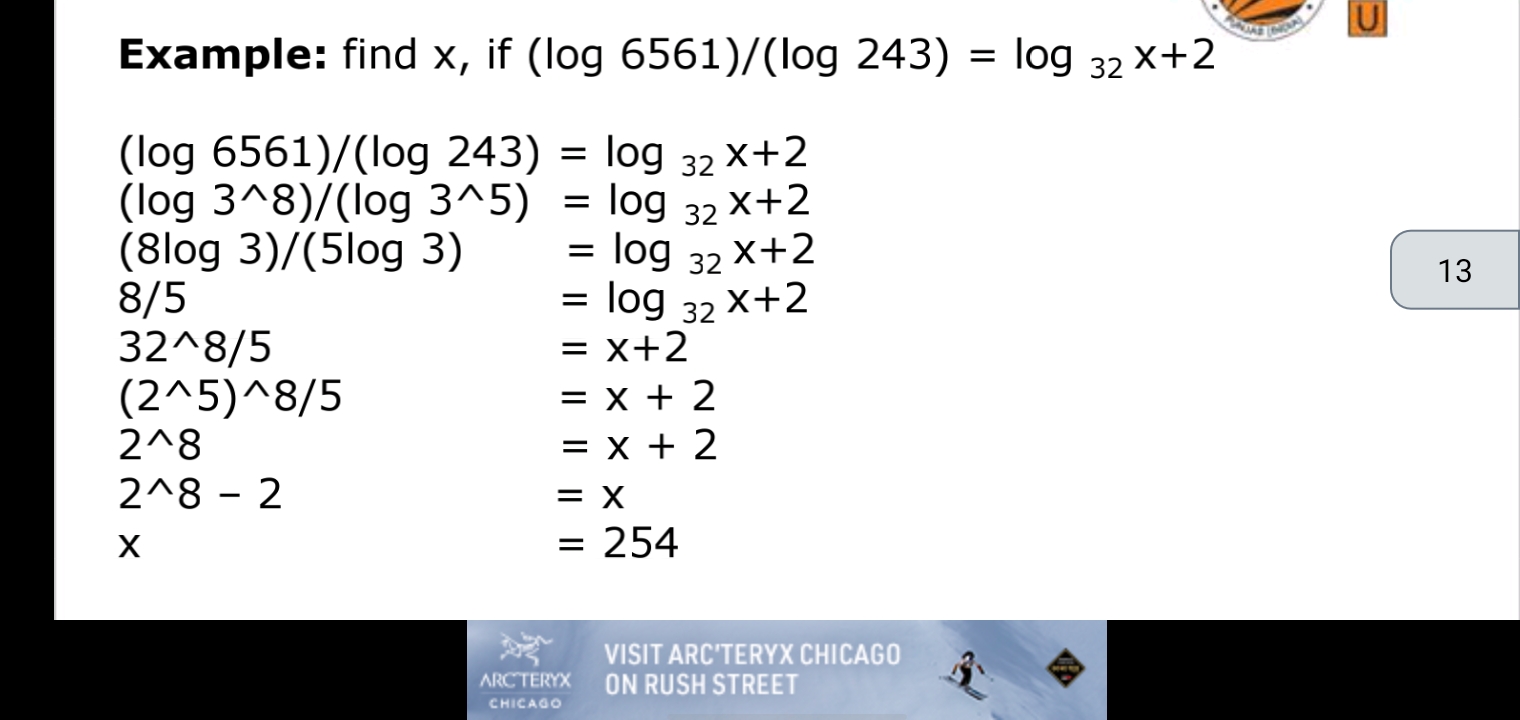 PUNJAB (INDIA)
U
Example: find x, if (log 6561)/(log 243) = log 32 x+2
(log 6561)/(log 243) = log 32 x+2
(log 3^8)/(log 3^5) = log 32 x+2
(8log 3)/(5log 3) = log 32 x+2
8/5 = log 32 x+2
32^8/5 = x+2
(2^5)^8/5 = x + 2
2^8 = x + 2
2^8 – 2 = x
x = 254
13
ARC'TERYX
CHICAGO
VISIT ARC'TERYX CHICAGO
ON RUSH STREET